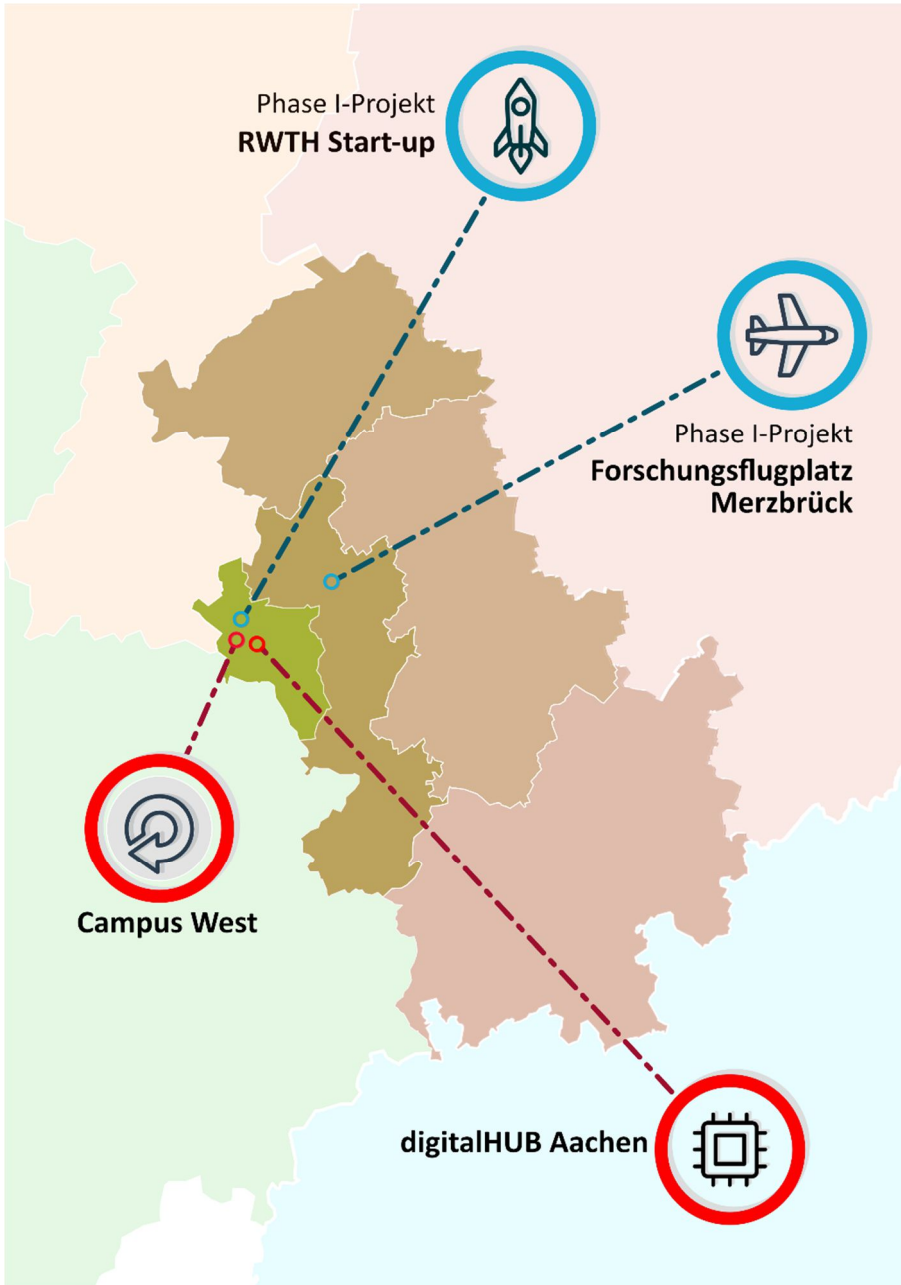 Phase I-Projekt
RWTH Start-up
Phase I-Projekt
Forschungsflugplatz
Merzbrück
Campus West
digitalHUB Aachen